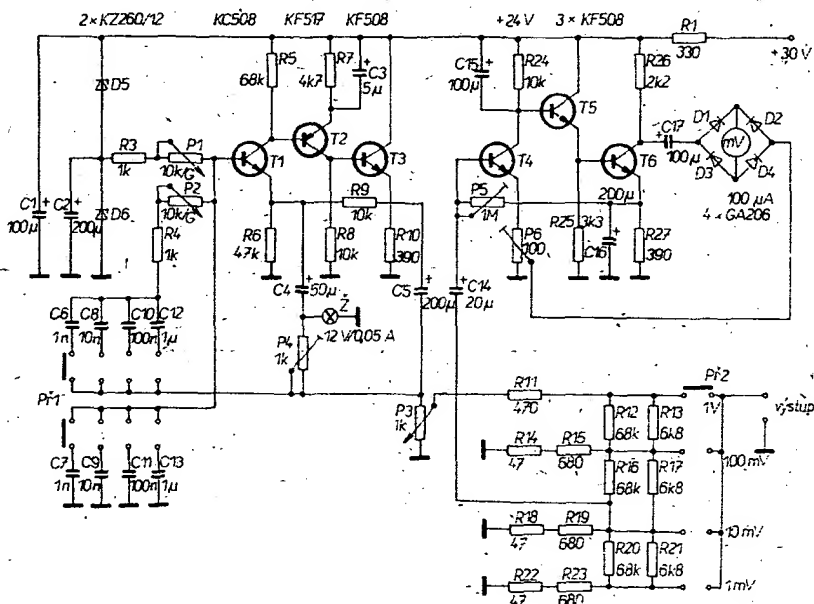 2 × KZ260/12 KC508 KF517 KF508 +24V 3 × KF508
R1
330
+30 V
D5
R5
68k
R7
4k7
C3
5μ
C15
100μ
R24
10k
R26
2k2
T5
T2
R3
1k
P1
10k/G
T1
T3
T4
T6
C17
100μ
D1
D2
mV
D3
D4
P2
10k/G
R9
10k
P5
1M
200μ
100 μA
4 × GA206
C1
100μ
C2
200μ
D6
R4
1k
R6
47k
R8
10k
R10
390
P6
100
R25
3k3
C16
R27
390
C4
50μ
C5
200μ
C14
20μ
Ž
12 V/0,05 A
C6
1n
C8
10n
C10
100n
C12
1μ
P4
1k
Př1
P3
1k
R11
470
Př2
1V
výstup
R12
68k
R13
6k8
C7
1n
C9
10n
C11
100n
C13
1μ
R14
47
R15
680
100mV
R16
68k
R17
6k8
R18
47
R19
680
10mV
R20
68k
R21
6k8
R22
47
R23
680
1mV